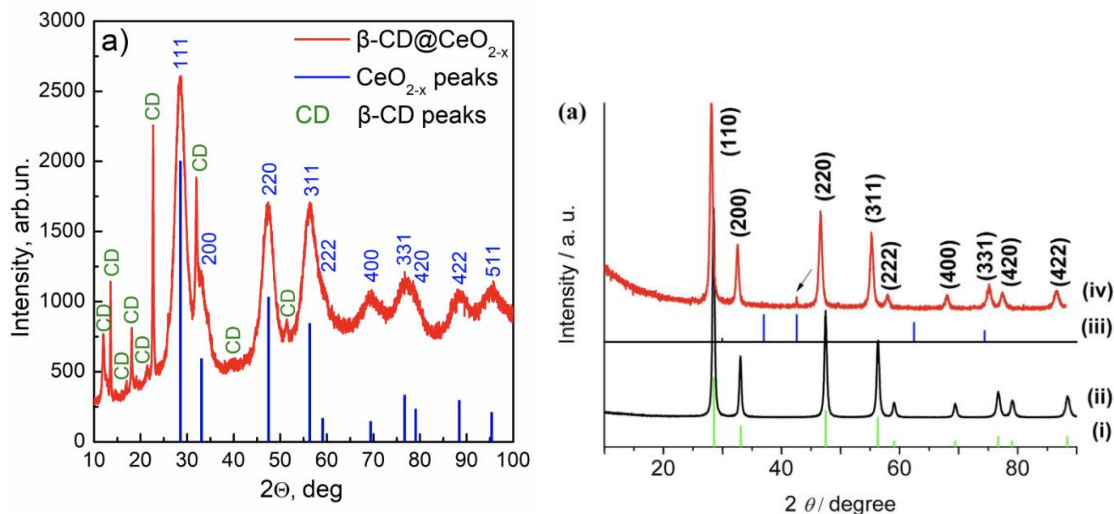 a)
β-CD@CeO2-x
CeO2-x peaks
CD β-CD peaks
Intensity, arb.un.
3000
2500
2000
1500
1000
500
0
CD
CD
CD
CD
CD
CD
111
CD
200
220
CD
311
CD
222
400
331
420
422
511
10 20 30 40 50 60 70 80 90 100
2Θ, deg
(a)
Intensity / a. u.
(110)
(200)
(220)
(311)
(222)
(400)
(331)
(420)
(422)
(iv)
(iii)
(ii)
(i)
20 40 60 80
2 θ / degree